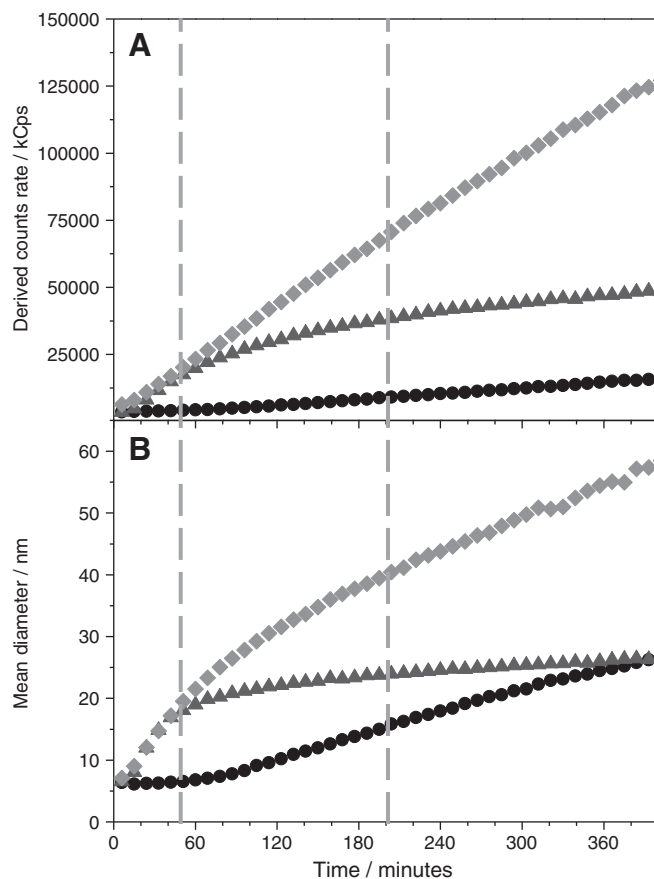 150000
A
125000
100000
75000
50000
25000
Derived counts rate / kCps
B
60
50
40
30
20
10
0
Mean diameter / nm
0 60 120 180 240 300 360
Time / minutes